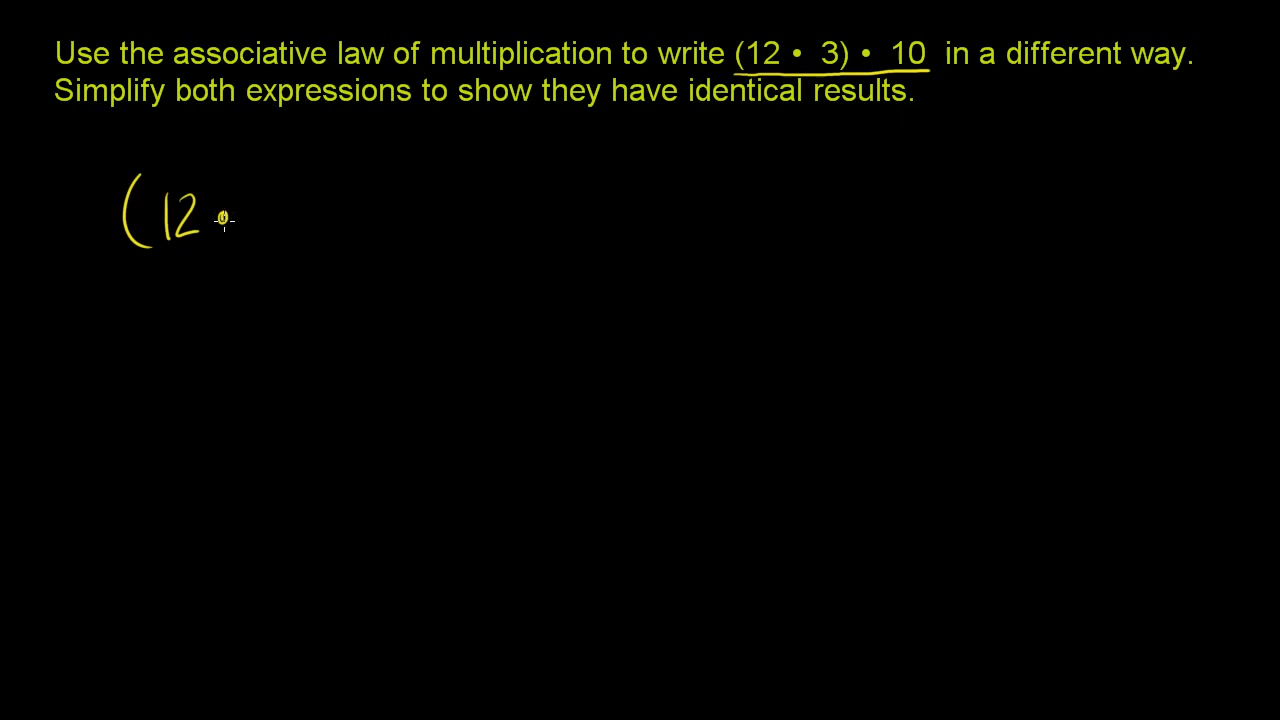 Use the associative law of multiplication to write (12 • 3) • 10 in a different way.
Simplify both expressions to show they have identical results.
(12 •